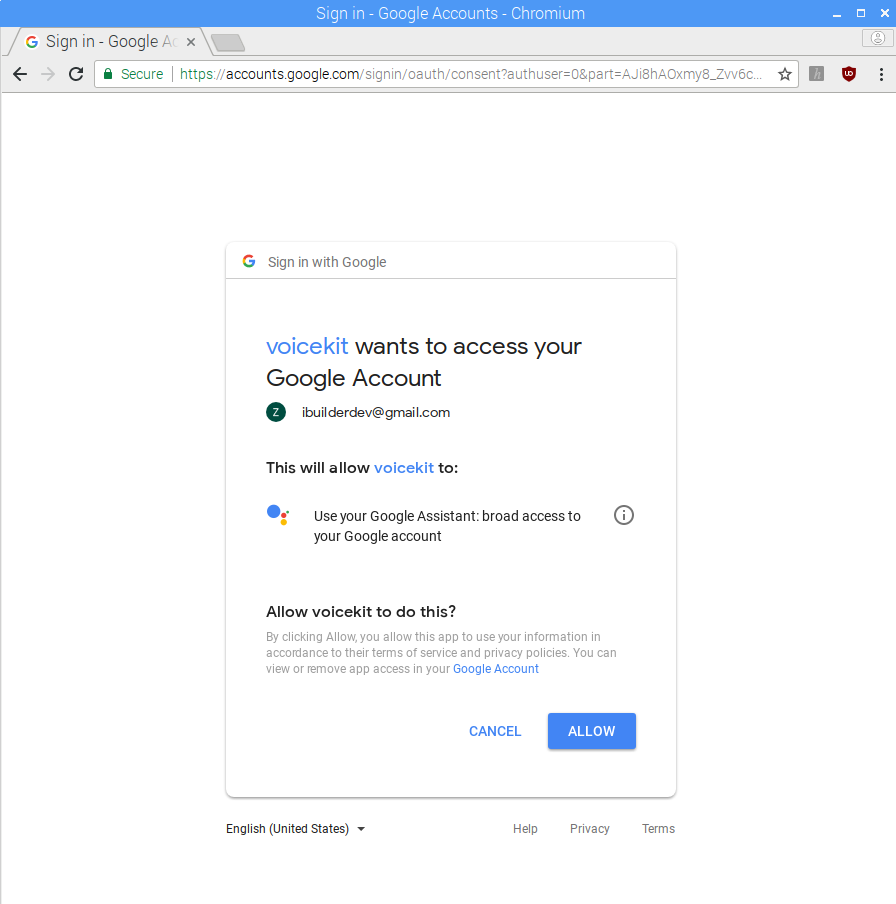 Sign in - Google Accounts - Chromium
Sign in - Google Ac
Secure https://accounts.google.com/signin/oauth/consent?authuser=0&part=AJi8hAOxmy8_Zvv6c...
Sign in with Google
voicekit wants to access your
Google Account
Z ibuilderdev@gmail.com
This will allow voicekit to:
Use your Google Assistant: broad access to
your Google account
Allow voicekit to do this?
By clicking Allow, you allow this app to use your information in
accordance to their terms of service and privacy policies. You can
view or remove app access in your Google Account
CANCEL ALLOW
English (United States) Help Privacy Terms